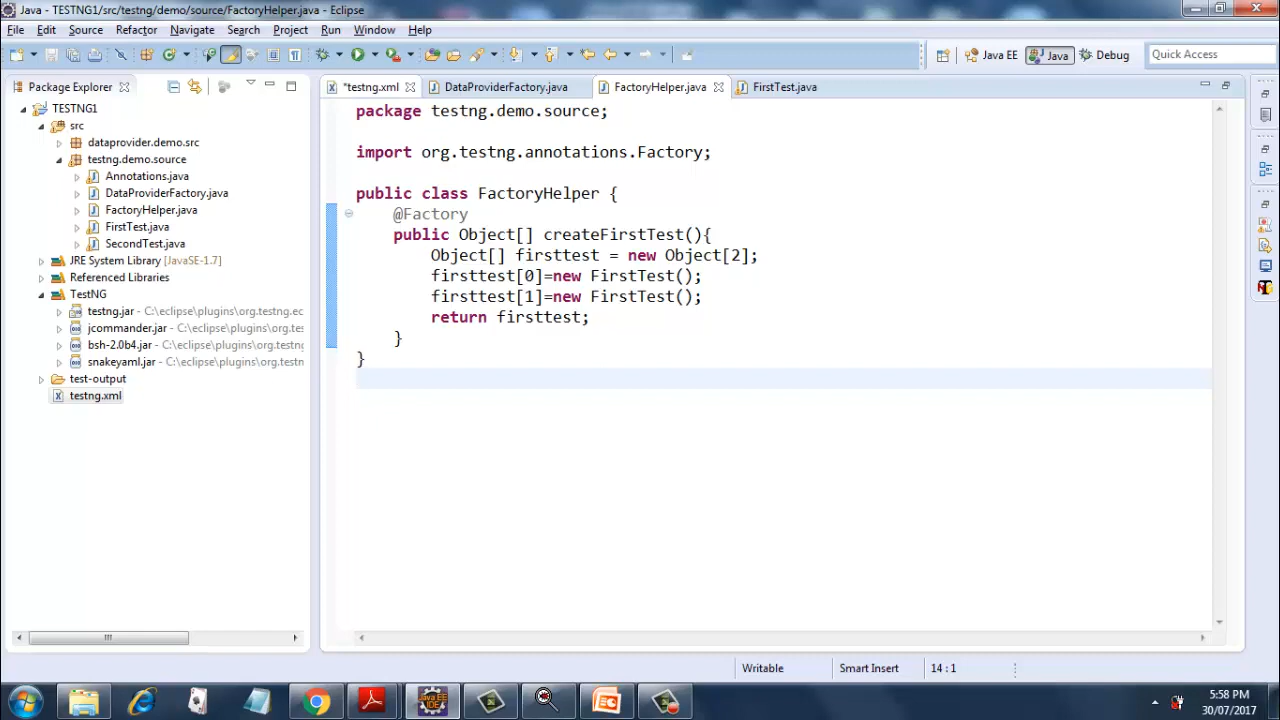 Java - TESTNG1/src/testng/demo/source/FactoryHelper.java - Eclipse
File Edit Source Refactor Navigate Search Project Run Window Help
Java EE Java Debug Quick Access
Package Explorer
*testng.xml DataProviderFactory.java FactoryHelper.java FirstTest.java
TESTNG1
src
dataprovider.demo.src
testng.demo.source
Annotations.java
DataProviderFactory.java
FactoryHelper.java
FirstTest.java
SecondTest.java
JRE System Library [JavaSE-1.7]
Referenced Libraries
TestNG
testng.jar - C:\eclipse\plugins\org.testng.ec
jcommander.jar - C:\eclipse\plugins\org.tes
bsh-2.0b4.jar - C:\eclipse\plugins\org.testng
snakeyaml.jar - C:\eclipse\plugins\org.testn
test-output
testng.xml
package testng.demo.source;
import org.testng.annotations.Factory;
public class FactoryHelper {
@Factory
public Object[] createFirstTest(){
Object[] firsttest = new Object[2];
firsttest[0]=new FirstTest();
firsttest[1]=new FirstTest();
return firsttest;
}
}
Writable Smart Insert 14 : 1
5:58 PM
30/07/2017